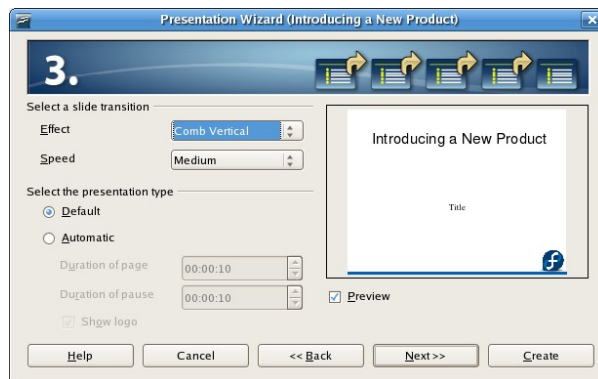 Presentation Wizard (Introducing a New Product)
3.
Select a slide transition
Effect
Comb Vertical
Speed
Medium
Select the presentation type
Default
Automatic
Duration of page
00:00:10
Duration of pause
00:00:10
Show logo
Introducing a New Product
Title
Preview
Help
Cancel
<< Back
Next >>
Create